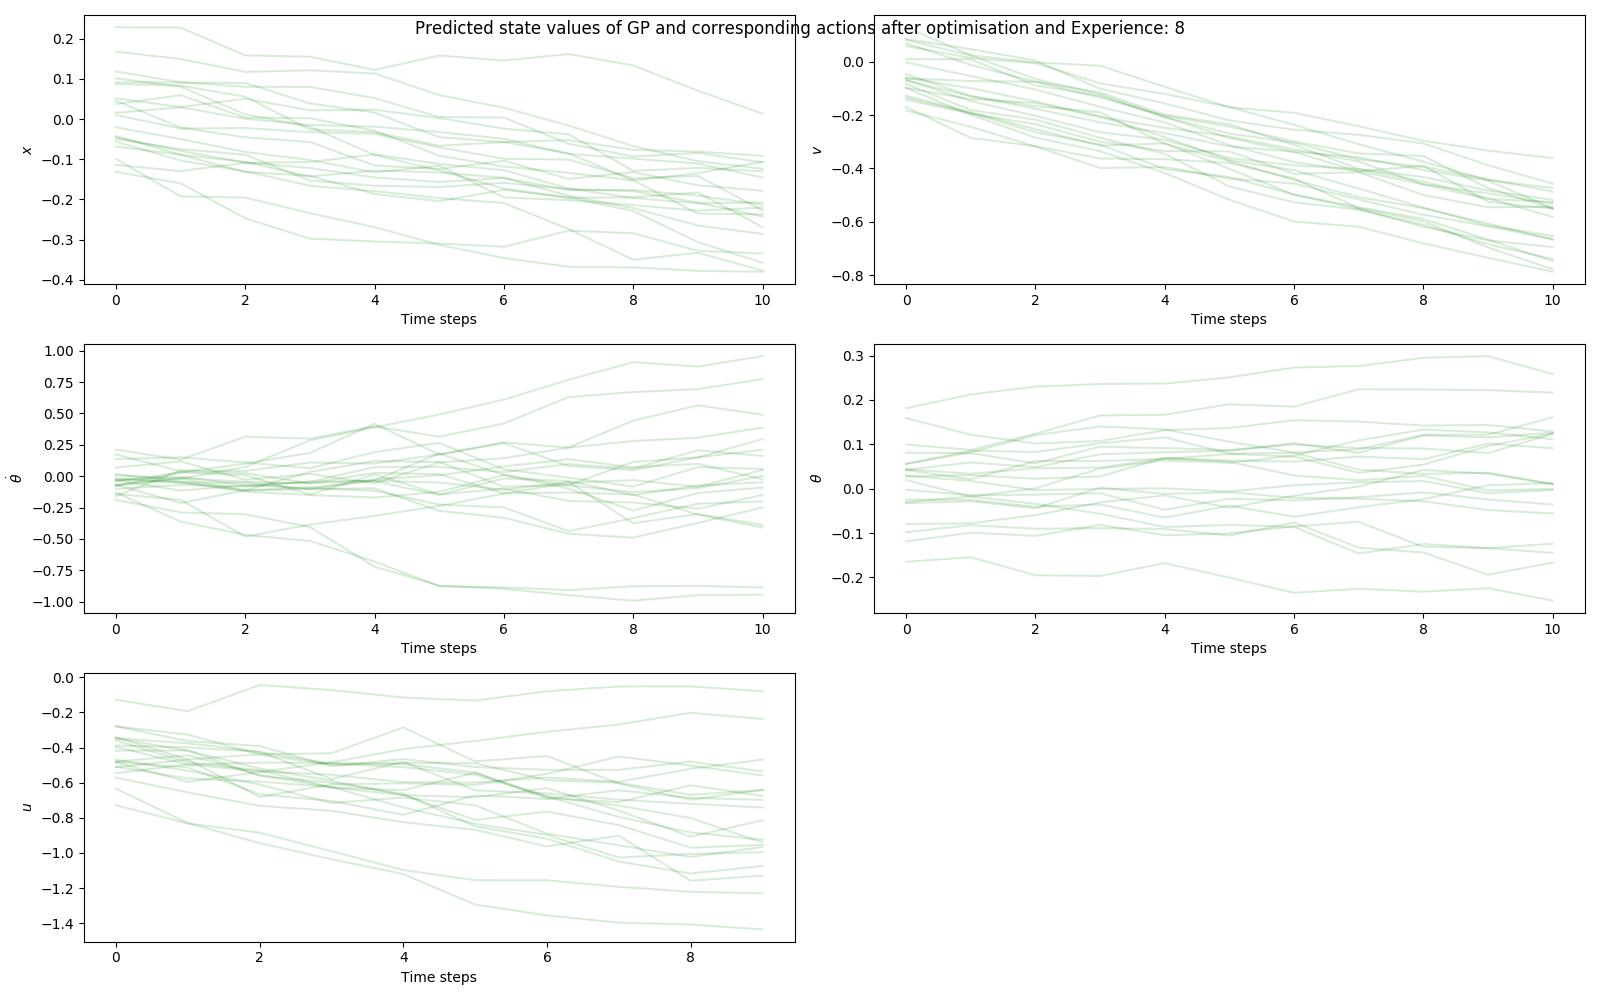 Predicted state values of GP and corresponding actions after optimisation and Experience: 8
0.2
0.1
0.0
−0.1
−0.2
−0.3
−0.4
x
0 2 4 6 8 10
Time steps
0.0
−0.2
−0.4
−0.6
−0.8
v
0 2 4 6 8 10
Time steps
1.00
0.75
0.50
0.25
0.00
−0.25
−0.50
−0.75
−1.00
θ̇
0 2 4 6 8 10
Time steps
0.3
0.2
0.1
0.0
−0.1
−0.2
θ
0 2 4 6 8 10
Time steps
0.0
−0.2
−0.4
−0.6
−0.8
−1.0
−1.2
−1.4
u
0 2 4 6 8
Time steps